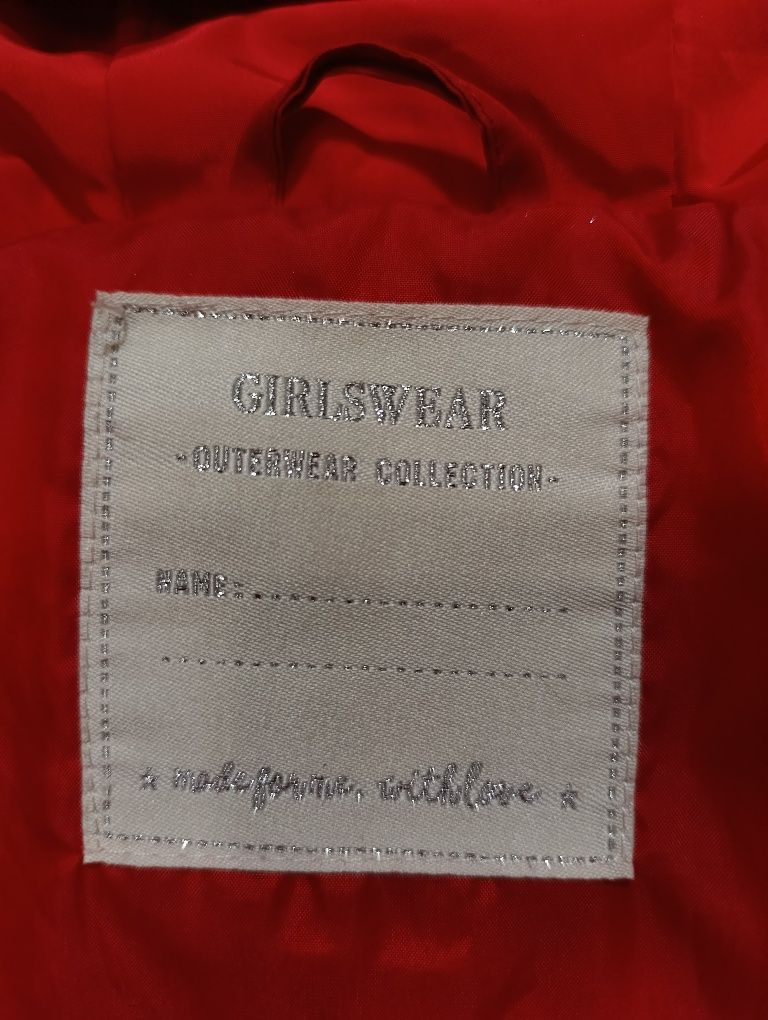 GIRLSWEAR
-OUTERWEAR COLLECTION-
NAME:
★ made for me, with love ★